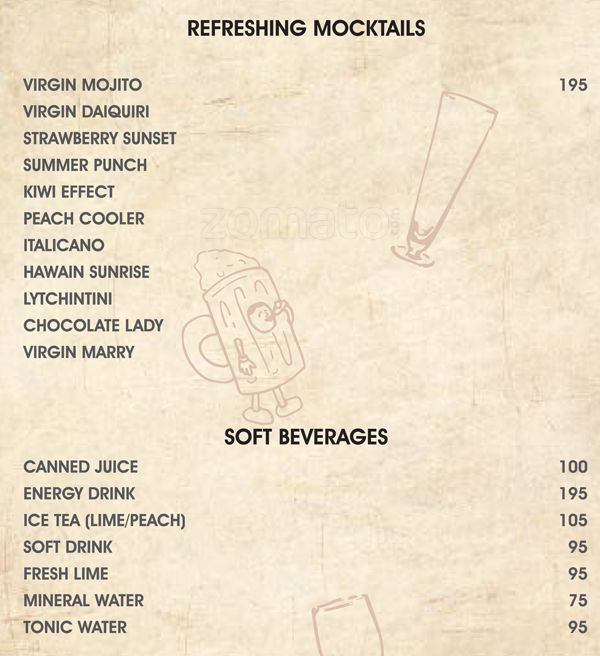 REFRESHING MOCKTAILS
VIRGIN MOJITO 195
VIRGIN DAIQUIRI
STRAWBERRY SUNSET
SUMMER PUNCH
KIWI EFFECT
PEACH COOLER
zomato.com
ITALICANO
HAWAIN SUNRISE
LYTCHINTINI
CHOCOLATE LADY
VIRGIN MARRY
SOFT BEVERAGES
CANNED JUICE 100
ENERGY DRINK 195
ICE TEA (LIME/PEACH) 105
SOFT DRINK 95
FRESH LIME 95
MINERAL WATER 75
TONIC WATER 95